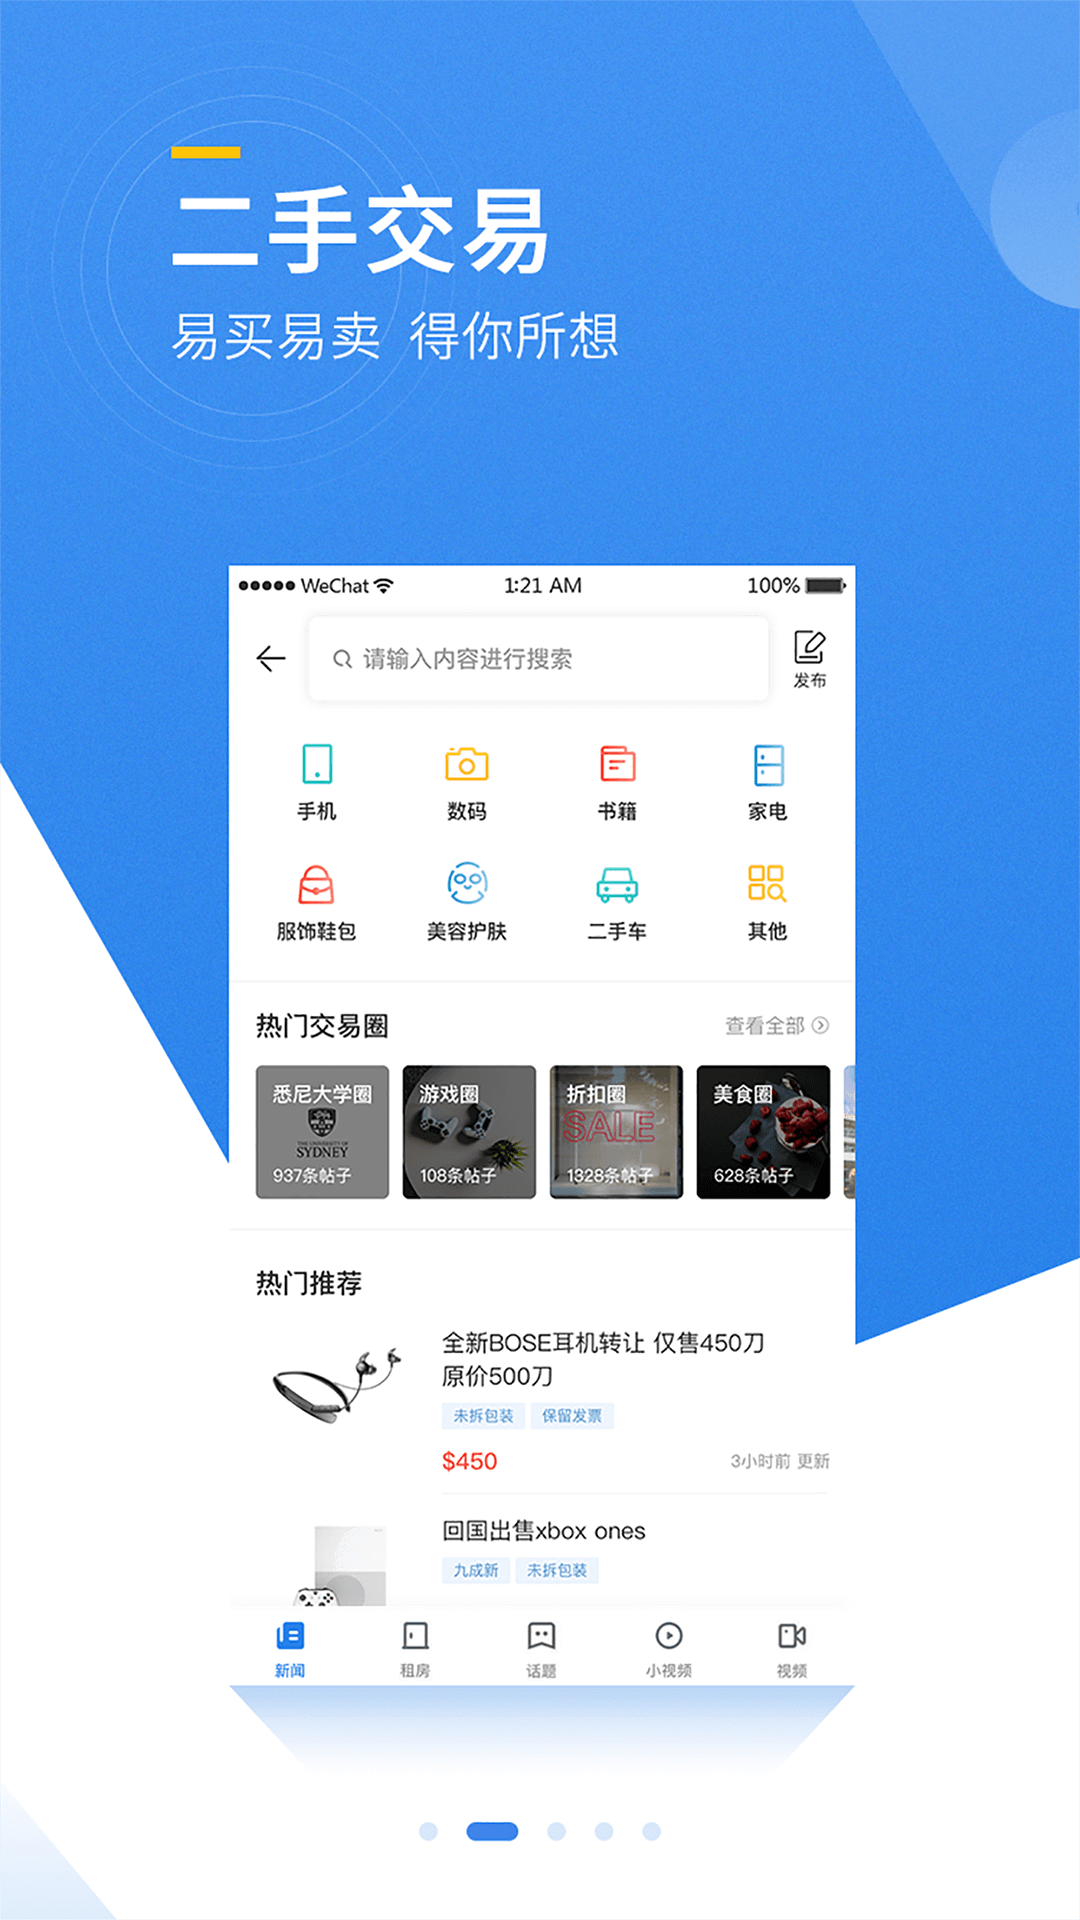 二手交易
易买易卖 得你所想
WeChat 1:21 AM 100%
请输入内容进行搜索
发布
手机 数码 书籍 家电
服饰鞋包 美容护肤 二手车 其他
热门交易圈 查看全部
悉尼大学圈 游戏圈 折扣圈 美食圈
THE UNIVERSITY OF
SYDNEY
SALE
937条帖子 108条帖子 1328条帖子 628条帖子
热门推荐
全新BOSE耳机转让 仅售450刀
原价500刀
未拆包装 保留发票
$450 3小时前 更新
回国出售xbox ones
九成新 未拆包装
新闻 租房 话题 小视频 视频